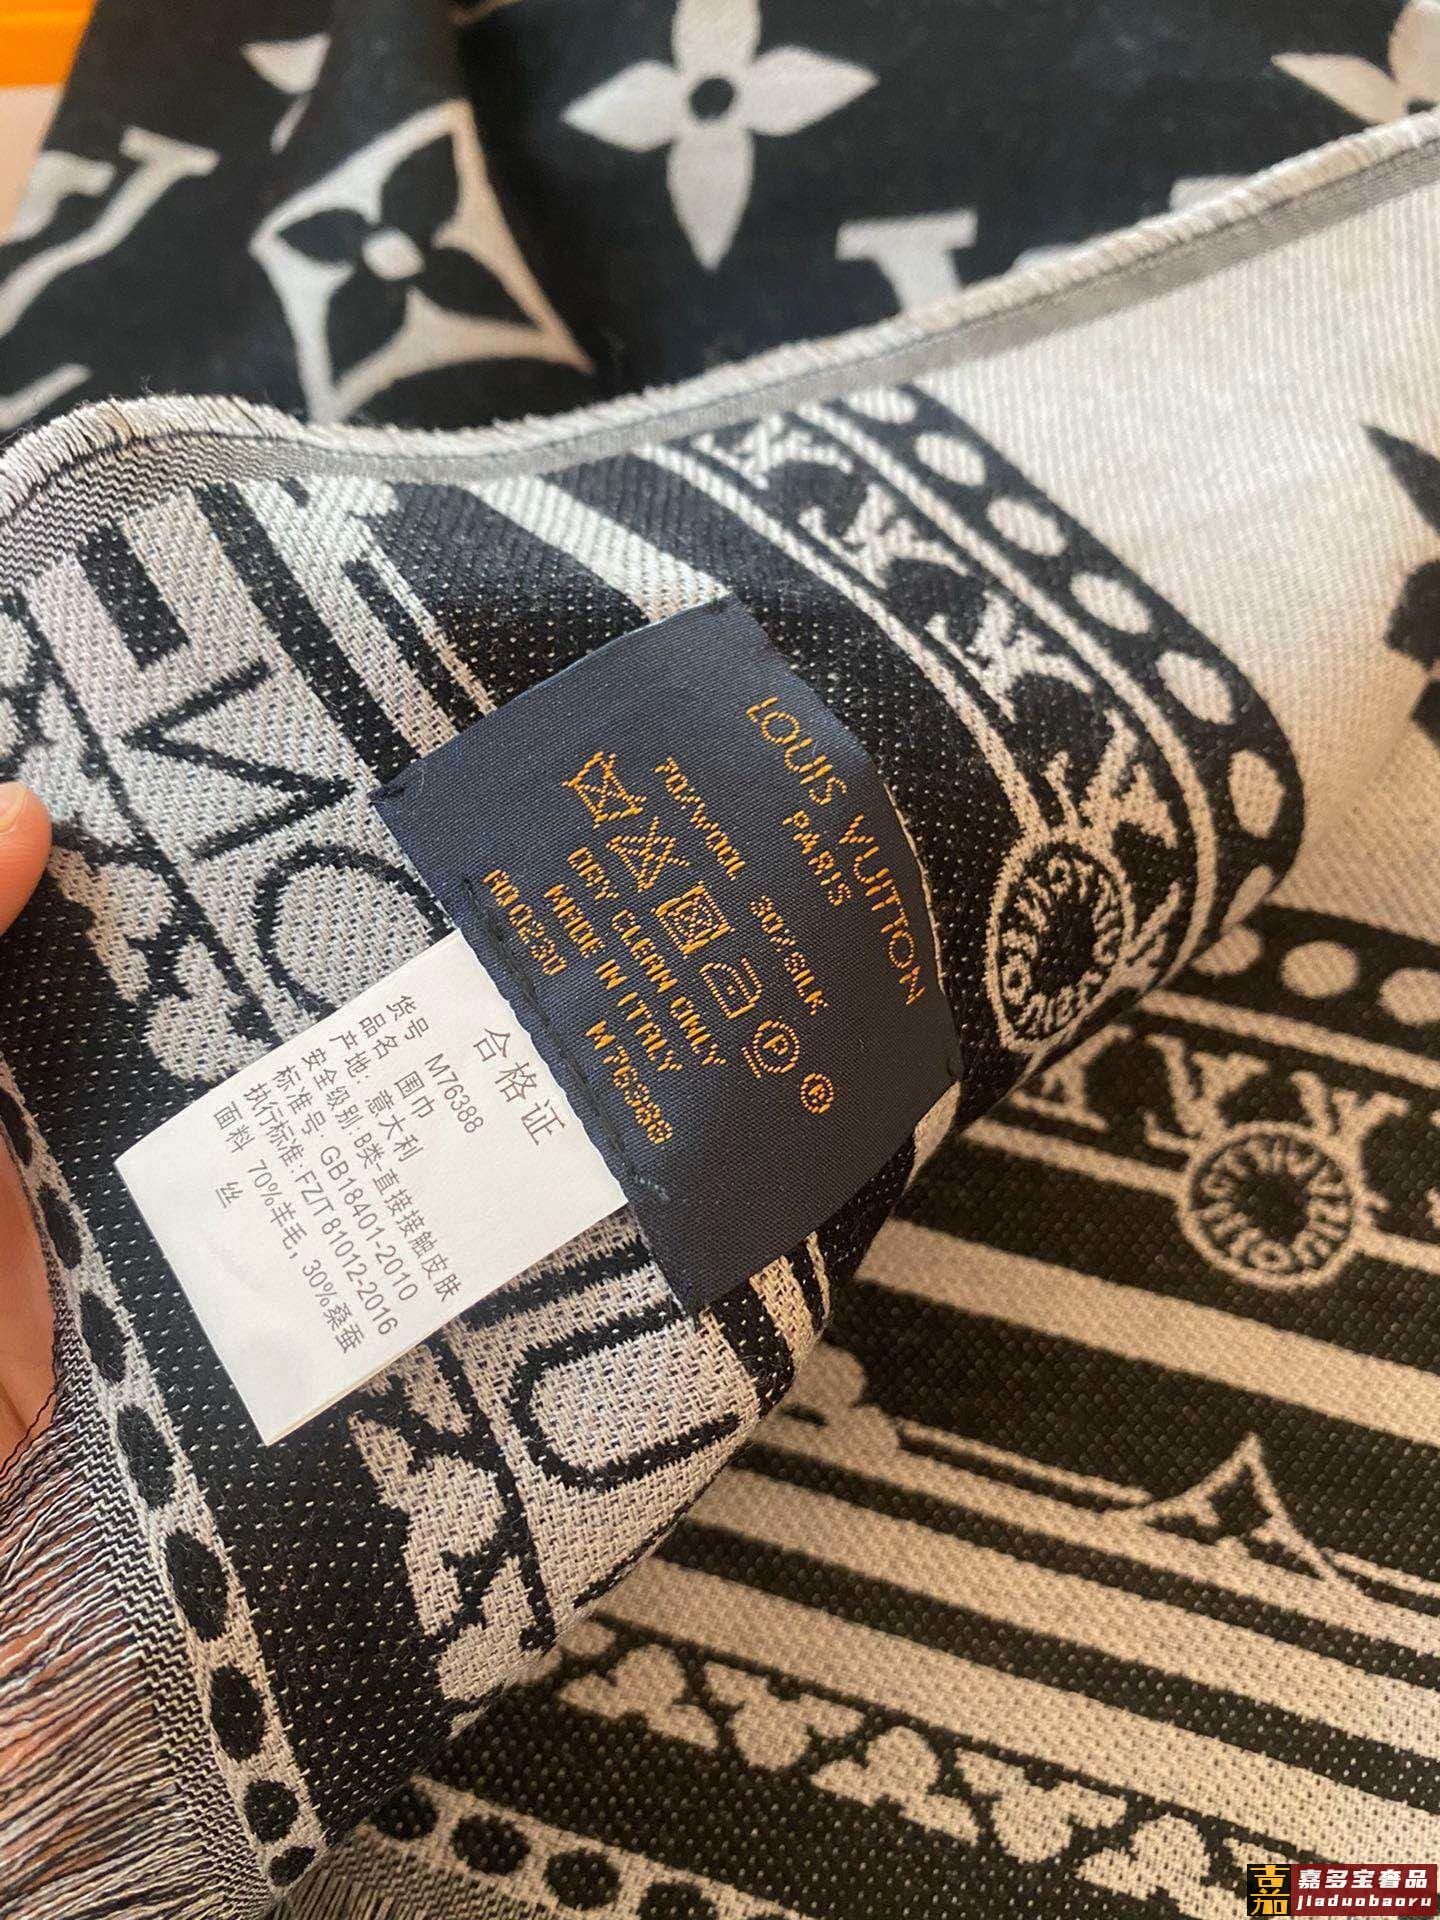 LOUIS VUITTON
PARIS
70%WOOL 30%SILK
DRY CLEAN ONLY
MADE IN ITALY
M76388
合格证
货号 M76388
品名 围巾
产地: 意大利
安全级别: B类-直接接触皮肤
标准号: GB18401-2010
执行标准: FZ/T 81012-2016
面料 70%羊毛，30%桑蚕
丝
嘉
嘉多宝奢品
jiaduobaoru